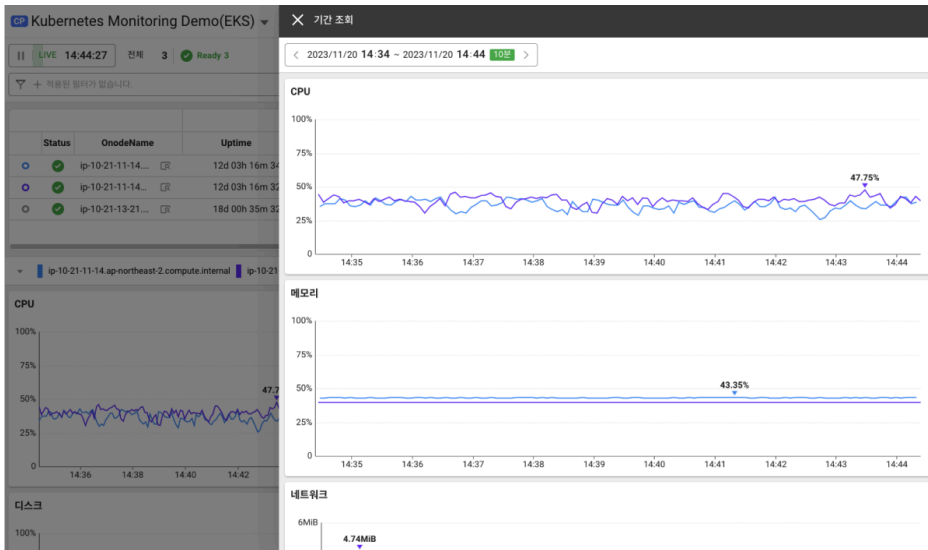 CP Kubernetes Monitoring Demo(EKS)
LIVE 14:44:27 전체 3 Ready 3
적용된 필터가 없습니다.
Status OnodeName Uptime
ip-10-21-11-14.... 12d 03h 16m 34
ip-10-21-11-14... 12d 03h 16m 32
ip-10-21-13-21... 18d 00h 35m 32
ip-10-21-11-14.ap-northeast-2.compute.internal ip-10-21
CPU
100%
75%
47.7
50%
25%
0
14:36 14:38 14:40 14:42
디스크
100%
기간 조회
2023/11/20 14:34 ~ 2023/11/20 14:44 10분
CPU
100%
75%
47.75%
50%
25%
0
14:35 14:36 14:37 14:38 14:39 14:40 14:41 14:42 14:43 14:44
메모리
100%
75%
43.35%
50%
25%
0
14:35 14:36 14:37 14:38 14:39 14:40 14:41 14:42 14:43 14:44
네트워크
6MiB
4.74MiB